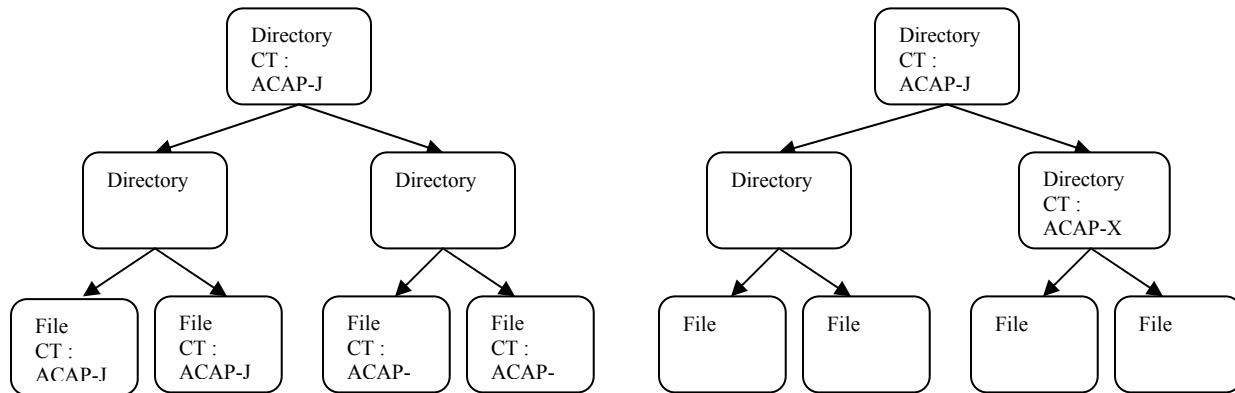 Directory
CT :
ACAP-J
Directory
Directory
File
CT :
ACAP-J
File
CT :
ACAP-J
File
CT :
ACAP-
File
CT :
ACAP-
Directory
CT :
ACAP-J
Directory
Directory
CT :
ACAP-X
File
File
File
File